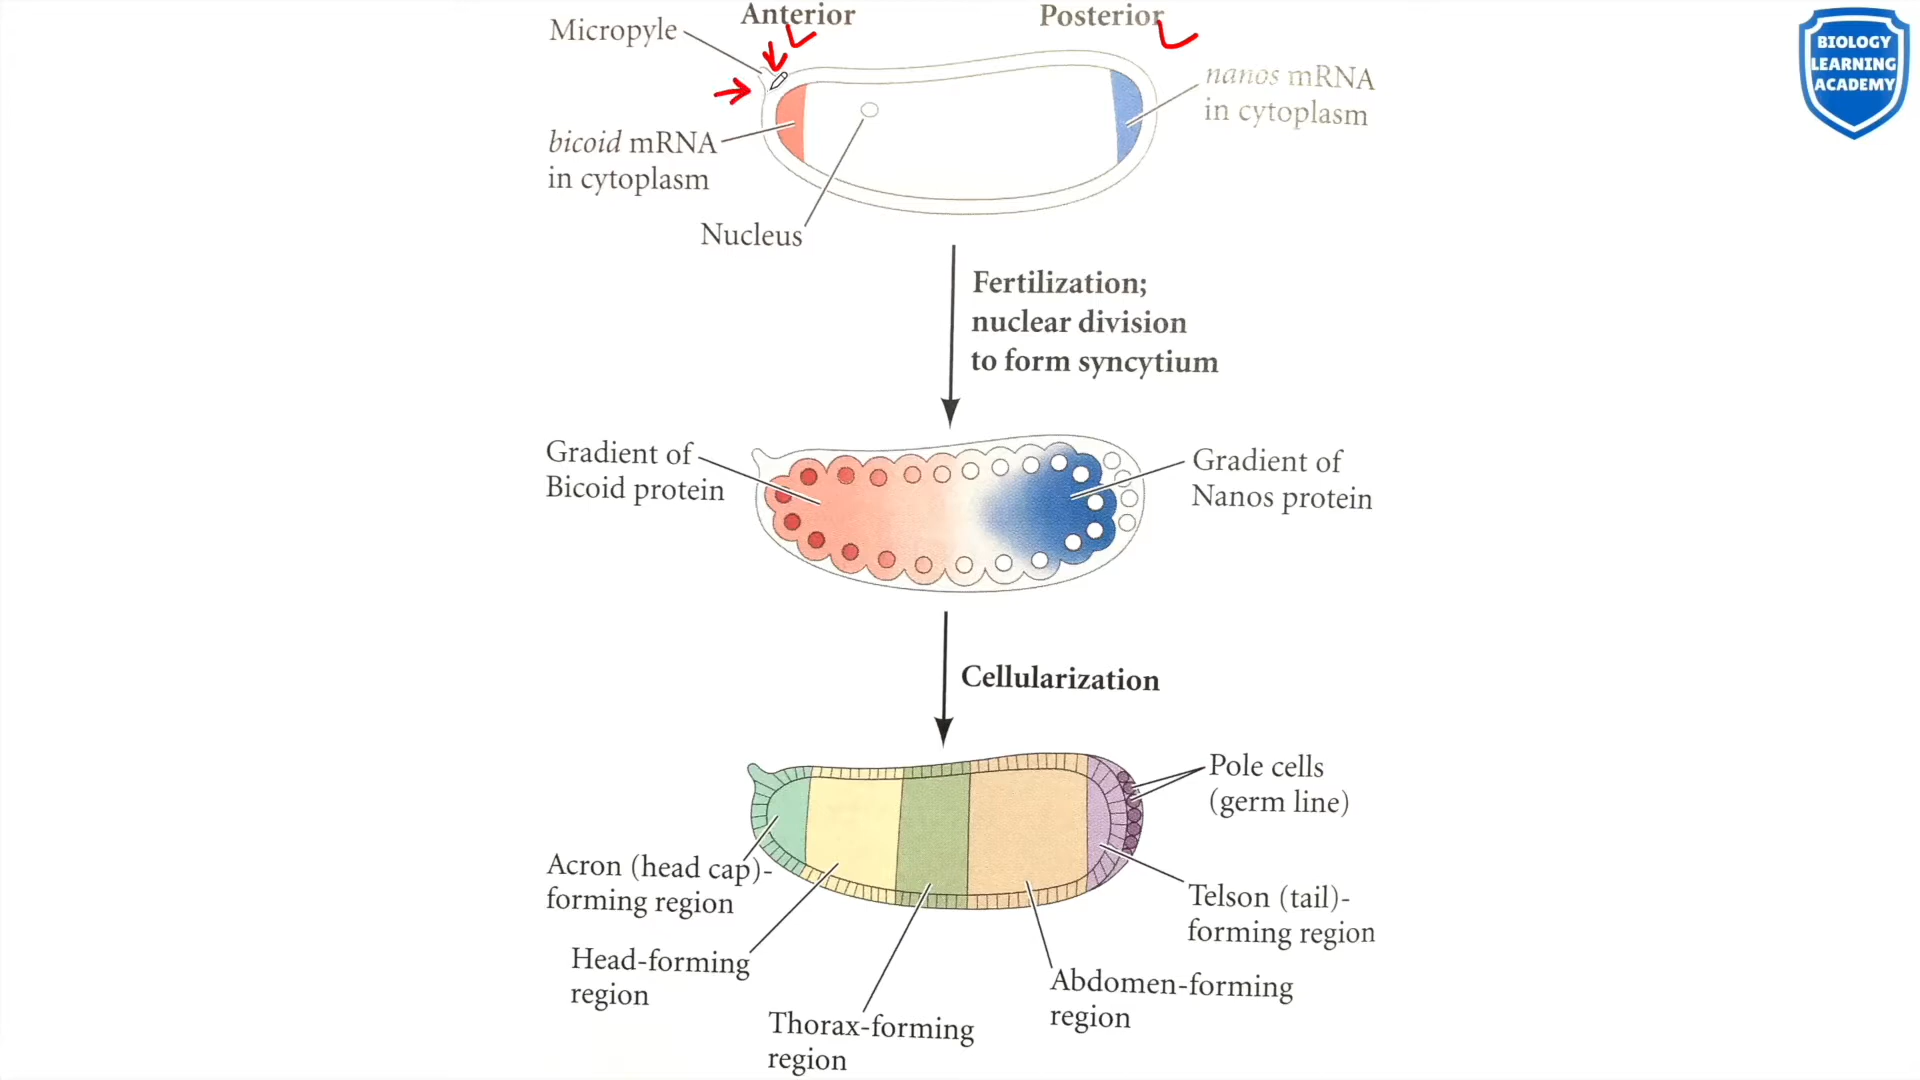 Anterior
Posterior
Micropyle
nanos mRNA
in cytoplasm
bicoid mRNA
in cytoplasm
Nucleus
BIOLOGY
LEARNING
ACADEMY
Fertilization;
nuclear division
to form syncytium
Gradient of
Bicoid protein
Gradient of
Nanos protein
Cellularization
Pole cells
(germ line)
Acron (head cap)-
forming region
Telson (tail)-
forming region
Head-forming
region
Abdomen-forming
region
Thorax-forming
region